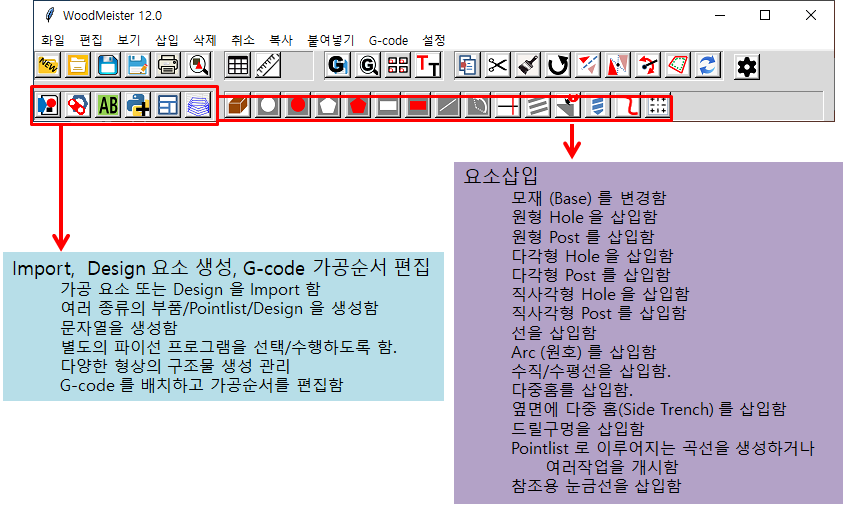 WoodMeister 12.0
화일 편집 보기 삽입 삭제 취소 복사 붙여넣기 G-code 설정
NEW G G TT
AB
요소삽입
모재 (Base) 를 변경함
원형 Hole 을 삽입함
원형 Post 를 삽입함
다각형 Hole 을 삽입함
다각형 Post 를 삽입함
직사각형 Hole 을 삽입함
직사각형 Post 를 삽입함
선을 삽입함
Arc (원호) 를 삽입함
수직/수평선을 삽입함.
다중홈를 삽입함.
옆면에 다중 홈(Side Trench) 를 삽입함
드릴구멍을 삽입함
Pointlist 로 이루어지는 곡선을 생성하거나
여러작업을 개시함
참조용 눈금선을 삽입함
Import, Design 요소 생성, G-code 가공순서 편집
가공 요소 또는 Design 을 Import 함
여러 종류의 부품/Pointlist/Design 을 생성함
문자열을 생성함
별도의 파이선 프로그램을 선택/수행하도록 함.
다양한 형상의 구조물 생성 관리
G-code 를 배치하고 가공순서를 편집함